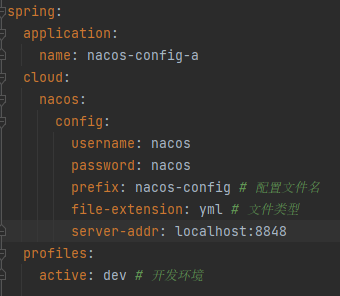 spring:
  application:
    name: nacos-config-a
  cloud:
    nacos:
      config:
        username: nacos
        password: nacos
        prefix: nacos-config # 配置文件名
        file-extension: yml # 文件类型
        server-addr: localhost:8848
  profiles:
    active: dev # 开发环境